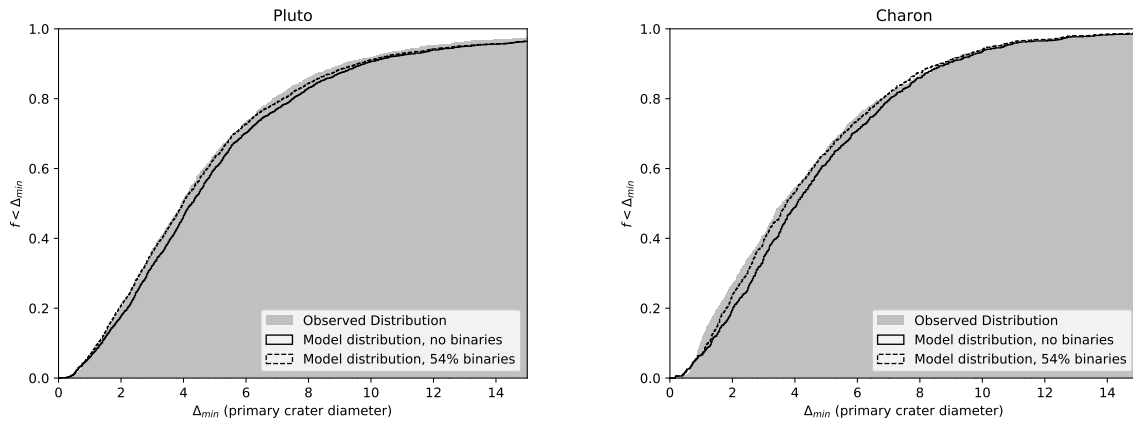 Pluto
1.0
0.8
0.6
0.4
0.2
0.0
f < Δmin
0 2 4 6 8 10 12 14
Δmin (primary crater diameter)
Observed Distribution
Model distribution, no binaries
Model distribution, 54% binaries
Charon
1.0
0.8
0.6
0.4
0.2
0.0
f < Δmin
0 2 4 6 8 10 12 14
Δmin (primary crater diameter)
Observed Distribution
Model distribution, no binaries
Model distribution, 54% binaries